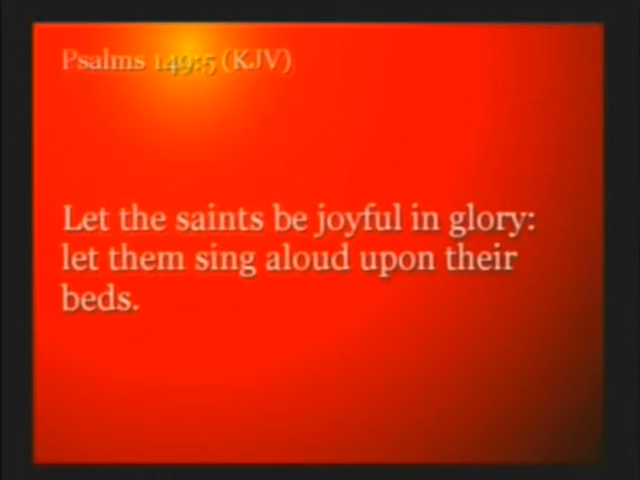 Psalms 149:5 (KJV)
Let the saints be joyful in glory:
let them sing aloud upon their
beds.